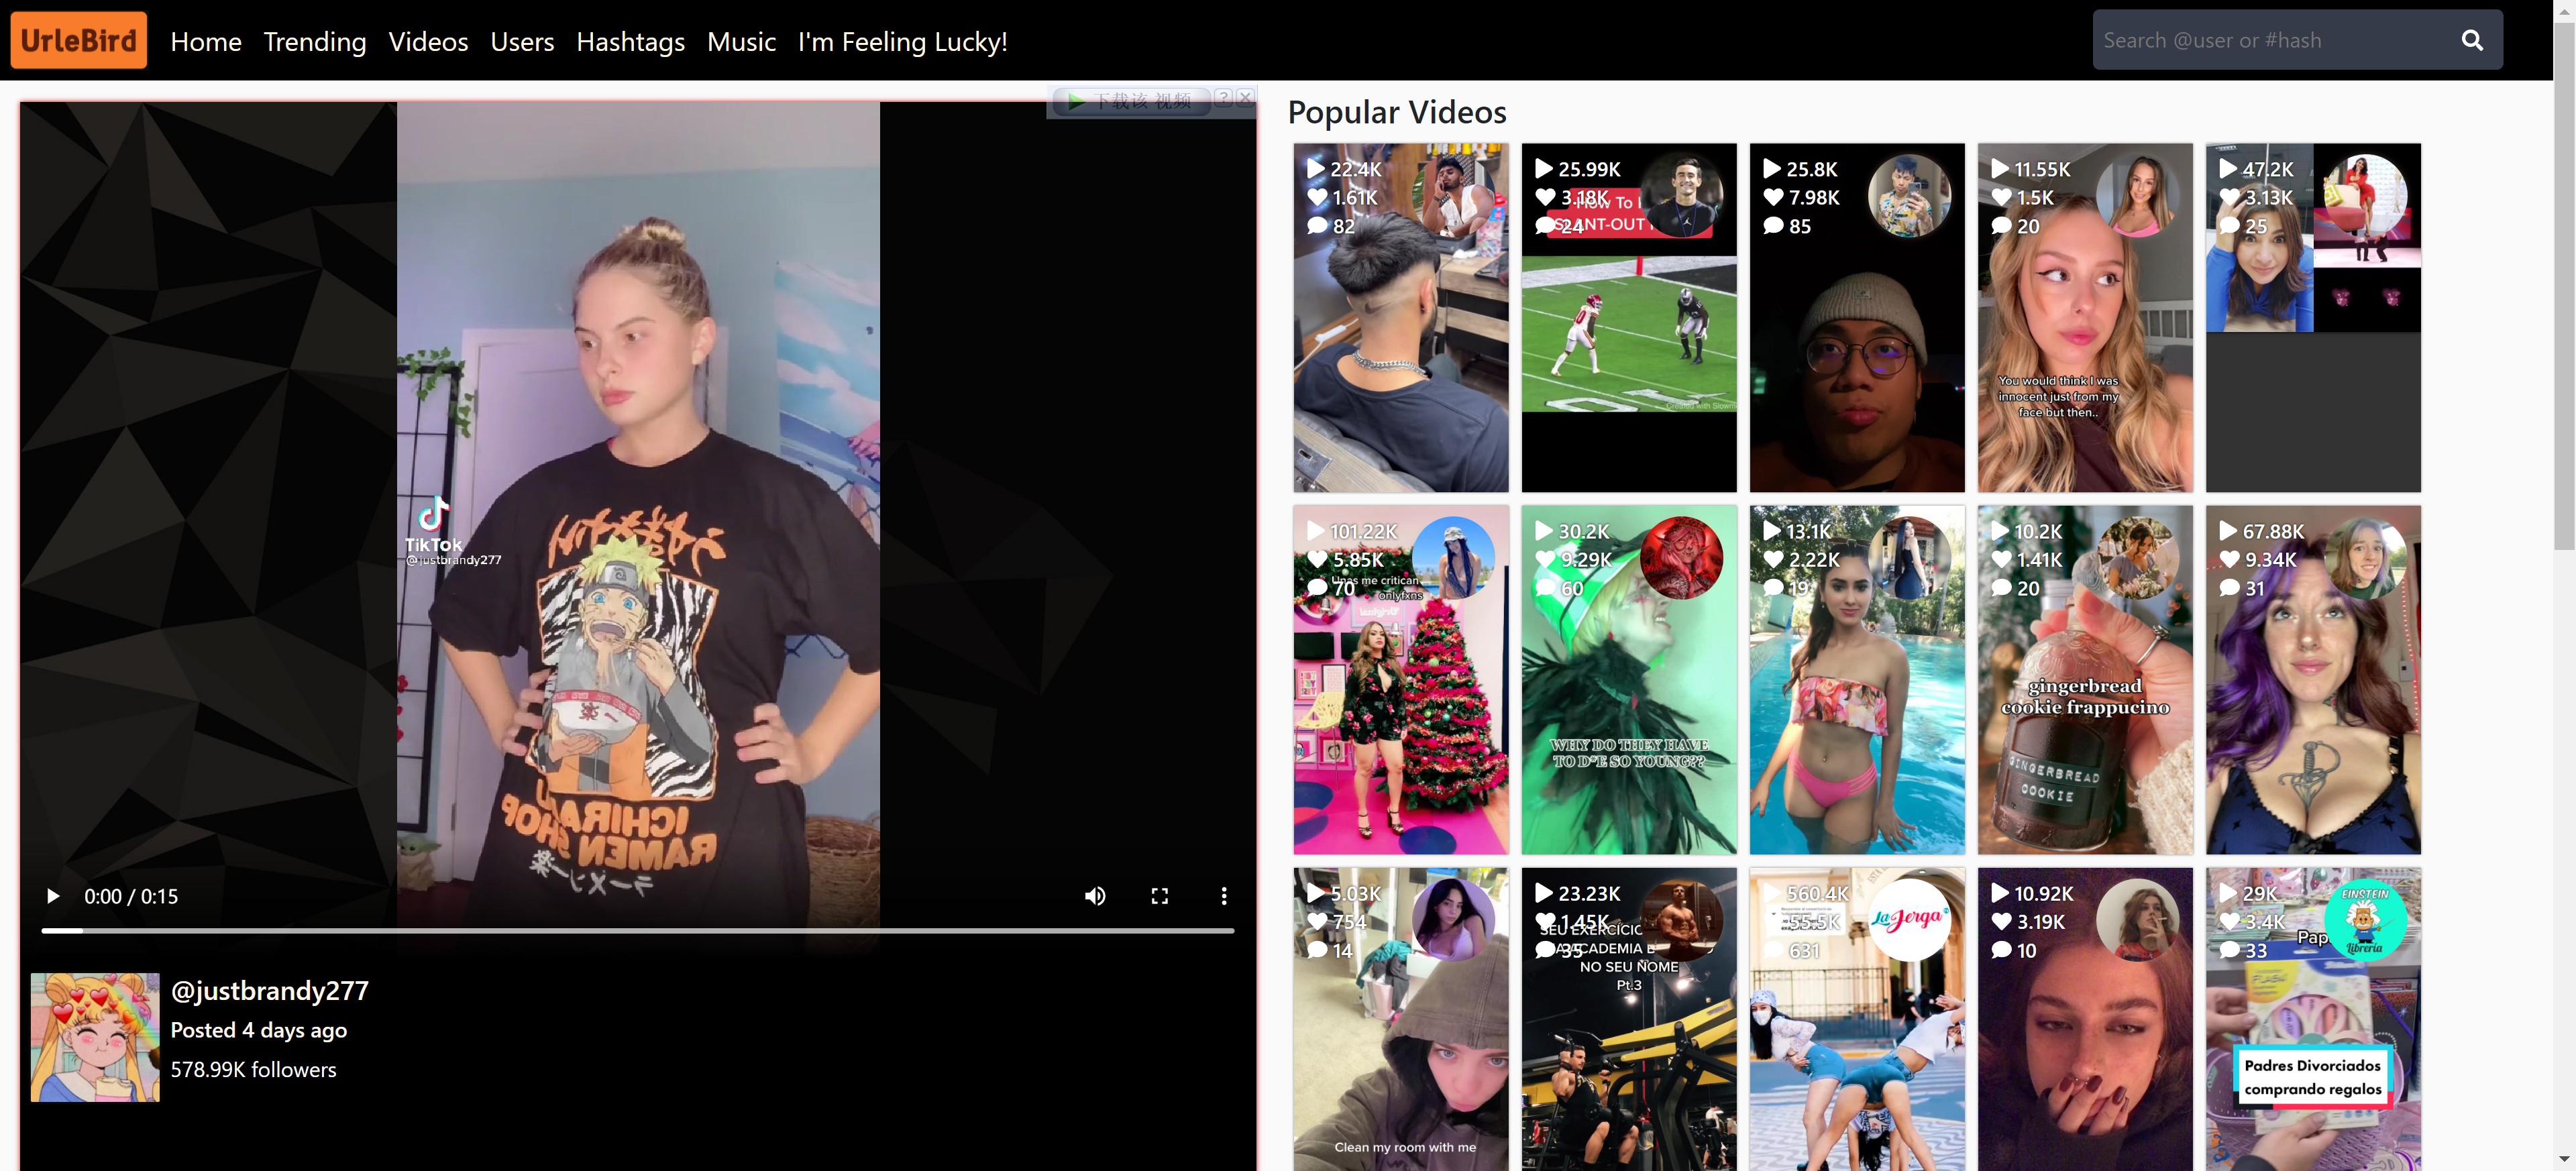 UrleBird
Home Trending Videos Users Hashtags Music I'm Feeling Lucky!
Search @user or #hash
下载该 视频
TikTok
@justbrandy277
ICHIRA
RAMEN SHOP
0:00 / 0:15
@justbrandy277
Posted 4 days ago
578.99K followers
Popular Videos
22.4K
1.61K
82
25.99K
3.18K
24
How To
SLANT-OUT
25.8K
7.98K
85
11.55K
1.5K
20
You would think I was
innocent just from my
face but then..
47.2K
3.13K
25
101.22K
5.85K
70
Unas me critican
onlyfxns
30.2K
9.29K
60
WHY DO THEY HAVE
TO D*E SO YOUNG??
13.1K
2.22K
19
10.2K
1.41K
20
gingerbread
cookie frappucino
GINGERBREAD
COOKIE
67.88K
9.34K
31
5.03K
754
14
Clean my room with me
23.23K
1.45K
35
SEU EXERCÍCIO
ACADEMIA
NO SEU NOME
Pt.3
560.4K
55.5K
631
La Jerga
10.92K
3.19K
10
29K
3.4K
33
EINSTEIN
Librería
Padres Divorciados
comprando regalos